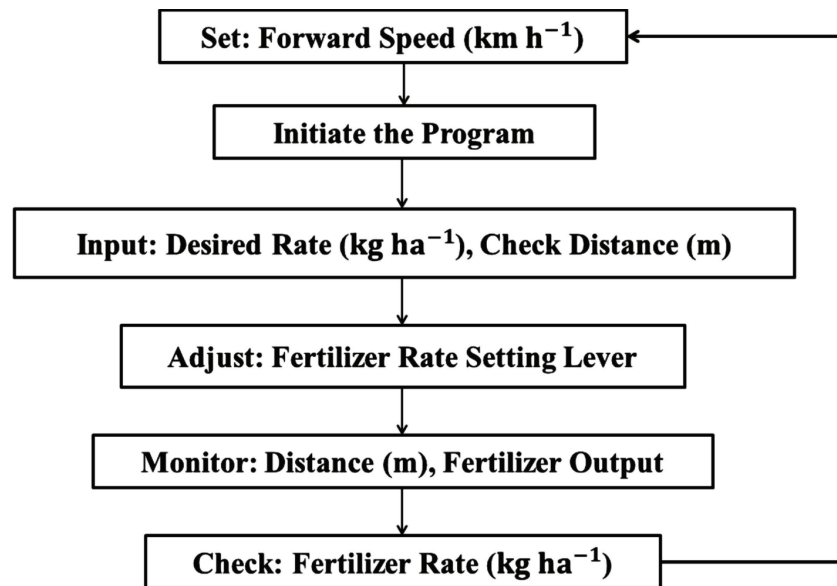 Set: Forward Speed (km h⁻¹)
Initiate the Program
Input: Desired Rate (kg ha⁻¹), Check Distance (m)
Adjust: Fertilizer Rate Setting Lever
Monitor: Distance (m), Fertilizer Output
Check: Fertilizer Rate (kg ha⁻¹)